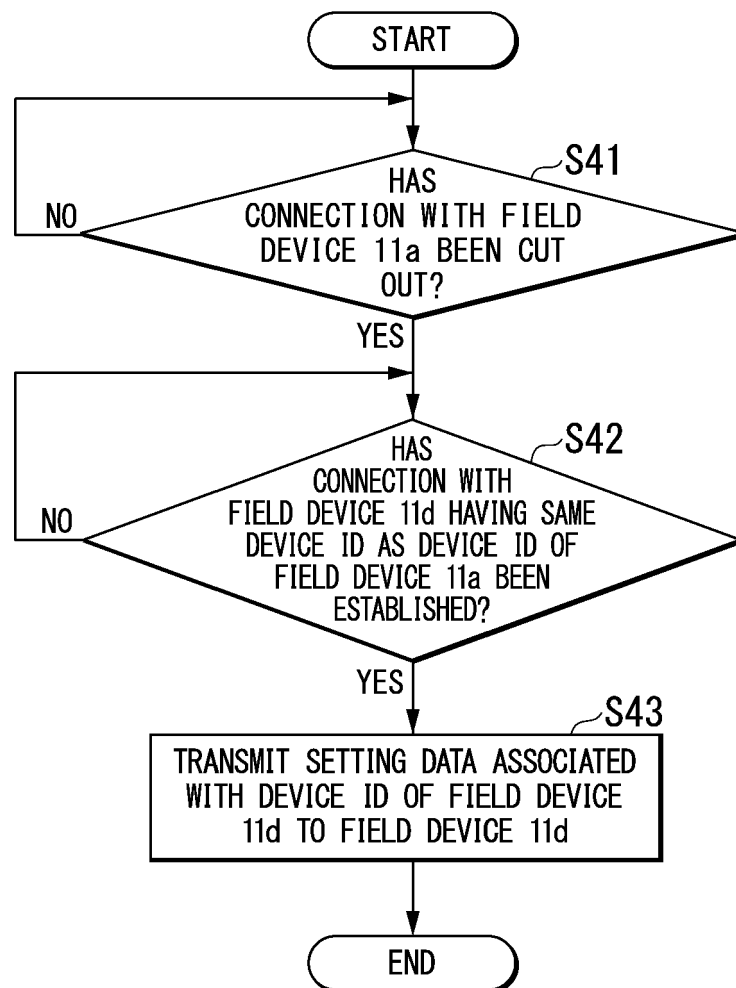 START
S41
HAS
CONNECTION WITH FIELD
DEVICE 11a BEEN CUT
OUT?
NO
YES
S42
HAS
CONNECTION WITH
FIELD DEVICE 11d HAVING SAME
DEVICE ID AS DEVICE ID OF
FIELD DEVICE 11a BEEN
ESTABLISHED?
NO
YES
S43
TRANSMIT SETTING DATA ASSOCIATED
WITH DEVICE ID OF FIELD DEVICE
11d TO FIELD DEVICE 11d
END